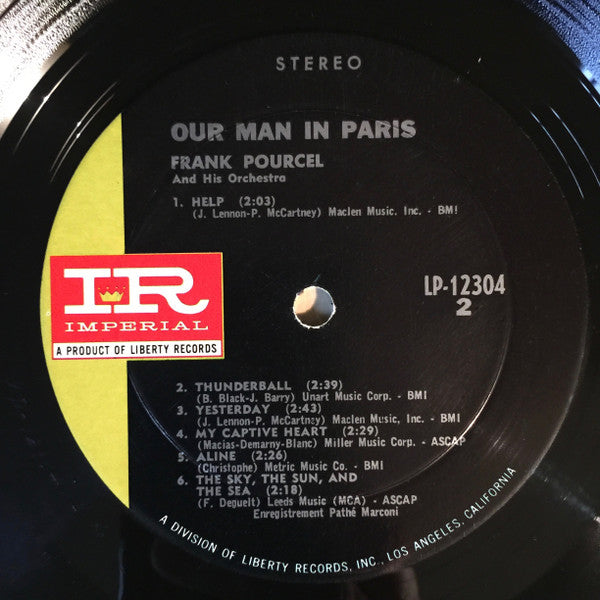 STEREO
OUR MAN IN PARIS
FRANK POURCEL
And His Orchestra
1. HELP (2:03)
(J. Lennon-P. McCartney) Maclen Music. Inc. - BMI
IR
IMPERIAL
A PRODUCT OF LIBERTY RECORDS
LP-12304
2
2. THUNDERBALL (2:39)
(B. Black-J. Barry) Unart Music Corp. - BMI
3. YESTERDAY (2:43)
(J. Lennon-P. McCartney) Maclen Music, Inc. - BMI
4. MY CAPTIVE HEART (2:29)
(Macias-Demarny-Blanc) Miller Music Corp. - ASCAP
5. ALINE (2:26)
(Christophe) Metric Music Co. - BMI
6. THE SKY, THE SUN, AND
THE SEA (2:18)
(F. Deguelt) Leeds Music (MCA) - ASCAP
Enregistrement Pathé Marconi
A DIVISION OF LIBERTY RECORDS, INC., LOS ANGELES, CALIFORNIA